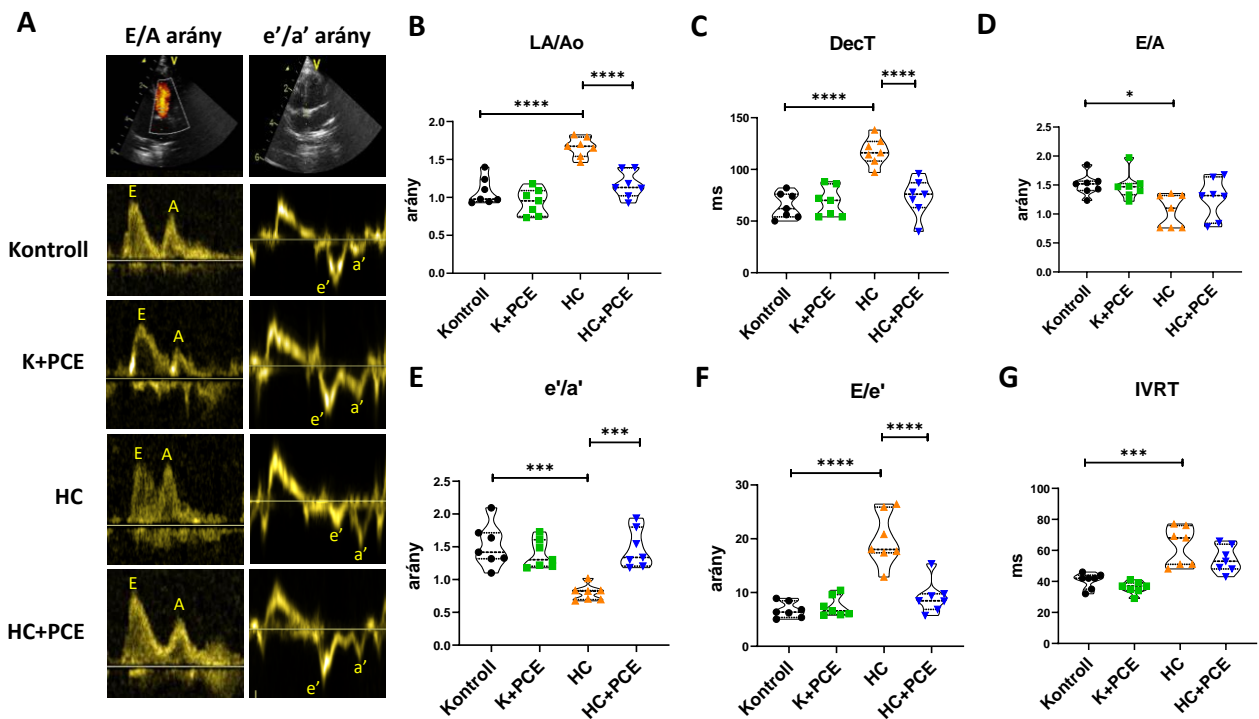 A
E/A arány
e’/a’ arány
V
V
Kontroll
E
A
e’
a’
K+PCE
E
A
e’
a’
HC
E
A
e’
a’
HC+PCE
E
A
e’
a’
B
LA/Ao
****
****
arány
2.0
1.5
1.0
0.5
0.0
Kontroll
K+PCE
HC
HC+PCE
C
DecT
****
****
ms
150
100
50
0
Kontroll
K+PCE
HC
HC+PCE
D
E/A
*
arány
2.5
2.0
1.5
1.0
0.5
0.0
Kontroll
K+PCE
HC
HC+PCE
E
e'/a'
***
***
arány
2.5
2.0
1.5
1.0
0.5
0.0
Kontroll
K+PCE
HC
HC+PCE
F
E/e'
****
****
arány
30
20
10
0
Kontroll
K+PCE
HC
HC+PCE
G
IVRT
***
ms
100
80
60
40
20
0
Kontroll
K+PCE
HC
HC+PCE